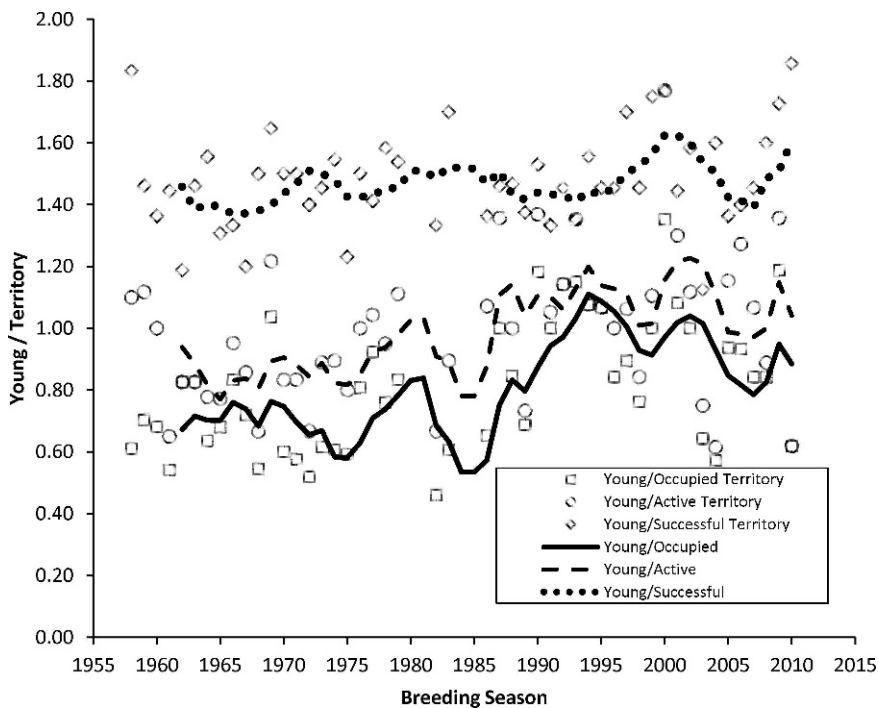 2.00
1.80
1.60
1.40
1.20
1.00
0.80
0.60
0.40
0.20
0.00
Young / Territory
Young/Occupied Territory
Young/Active Territory
Young/Successful Territory
Young/Occupied
Young/Active
Young/Successful
1955 1960 1965 1970 1975 1980 1985 1990 1995 2000 2005 2010 2015
Breeding Season